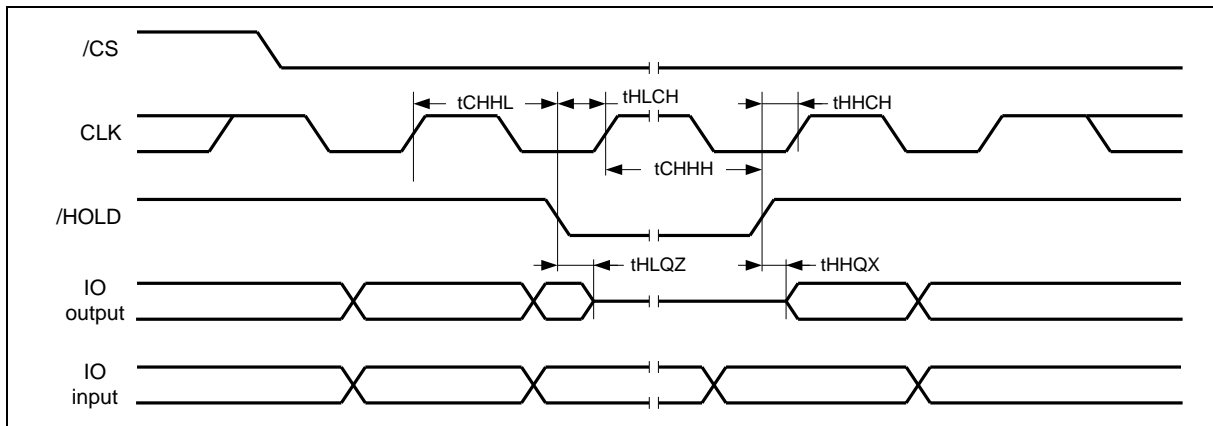 /CS
tCHHL
tHLCH
tHHCH
CLK
tCHHH
/HOLD
tHLQZ
tHHQX
IO
output
IO
input